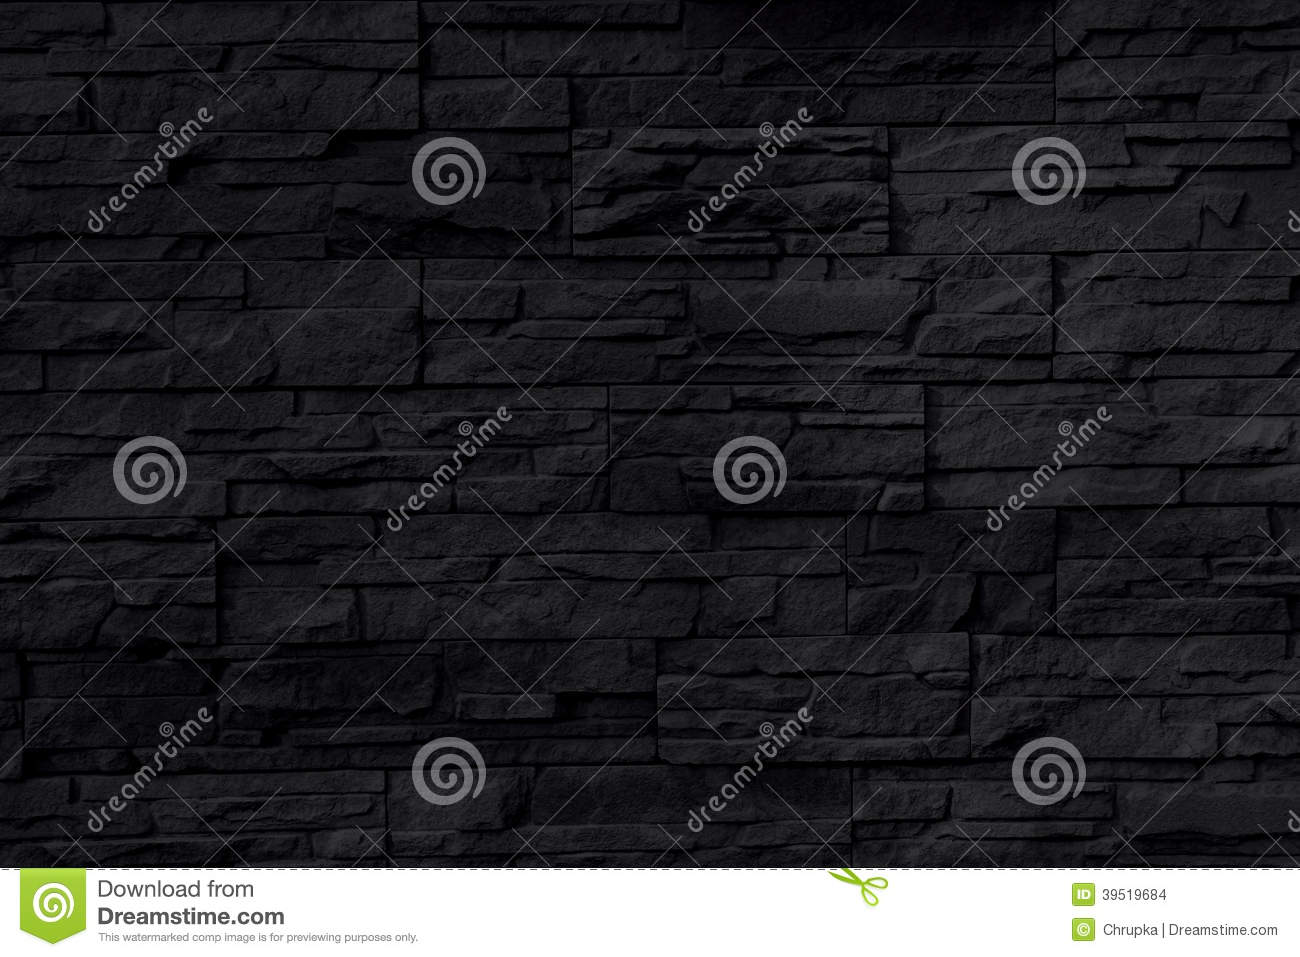 dreamstime
dreamstime
dreamstime
dreamstime
dreamstime
dreamstime
Download from
Dreamstime.com
This watermarked comp image is for previewing purposes only.
ID 39519684
© Chrupka | Dreamstime.com